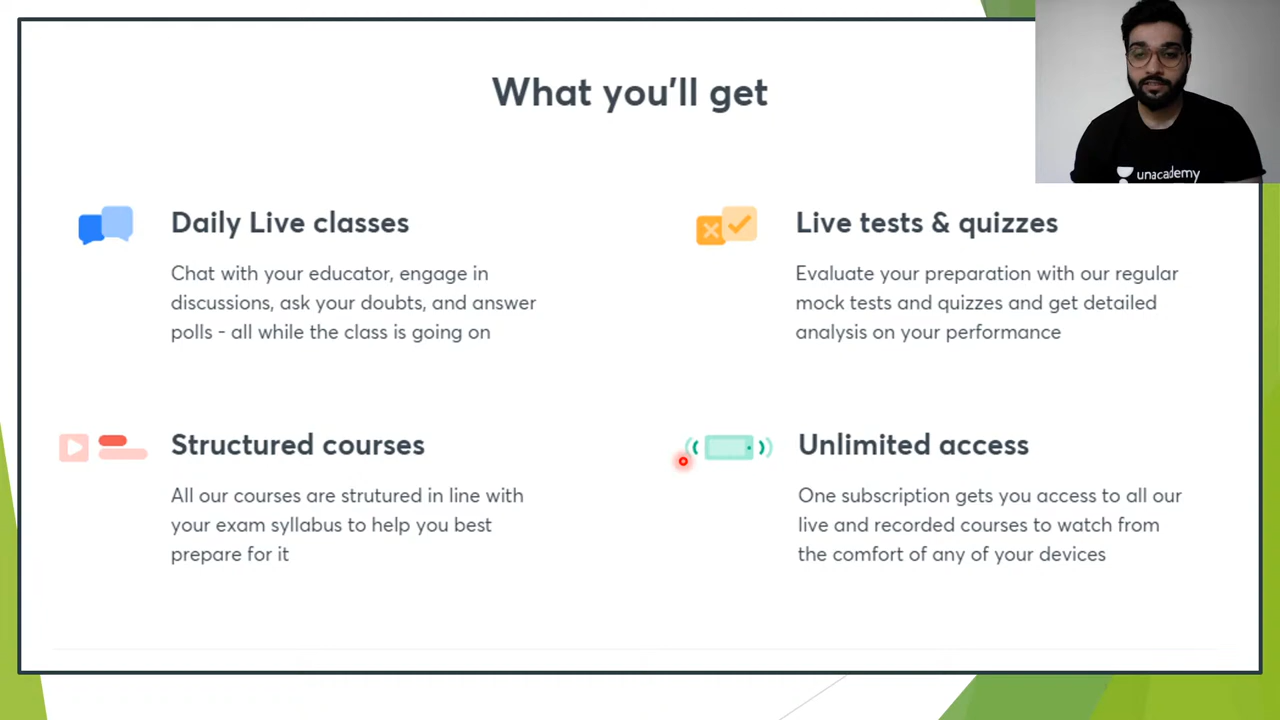 What you'll get
Daily Live classes
Chat with your educator, engage in
discussions, ask your doubts, and answer
polls - all while the class is going on
Live tests & quizzes
Evaluate your preparation with our regular
mock tests and quizzes and get detailed
analysis on your performance
Structured courses
All our courses are strutured in line with
your exam syllabus to help you best
prepare for it
Unlimited access
One subscription gets you access to all our
live and recorded courses to watch from
the comfort of any of your devices
unacademy